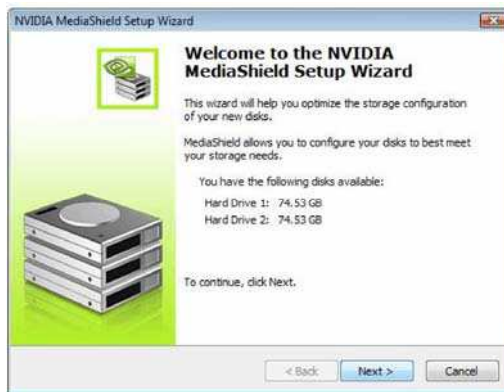 NVIDIA MediaShield Setup Wizard
Welcome to the NVIDIA
MediaShield Setup Wizard
This wizard will help you optimize the storage configuration
of your new disks.
MediaShield allows you to configure your disks to best meet
your storage needs.
You have the following disks available:
Hard Drive 1: 74.53 GB
Hard Drive 2: 74.53 GB
To continue, click Next.
< Back Next > Cancel